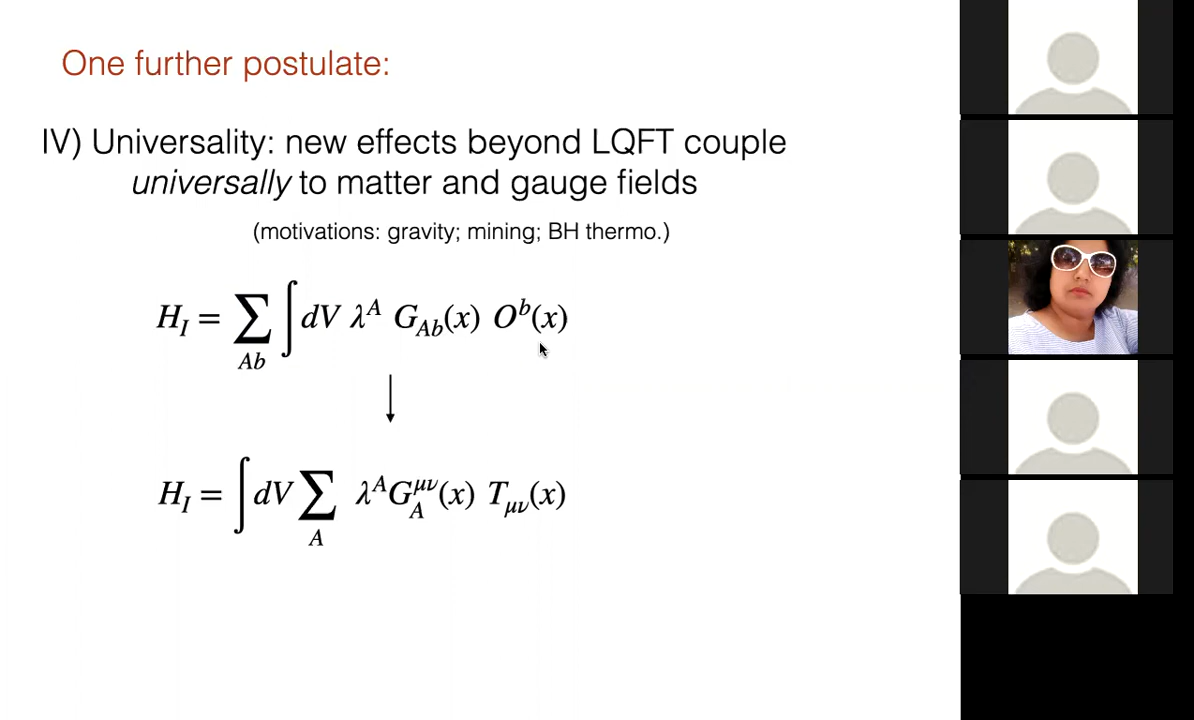 One further postulate:
IV) Universality: new effects beyond LQFT couple
universally to matter and gauge fields
(motivations: gravity; mining; BH thermo.)
H_I = ∑_{Ab} ∫ dV λ^A G_{Ab}(x) O^b(x)
↓
H_I = ∫ dV ∑_A λ^A G_A^{μν}(x) T_{μν}(x)